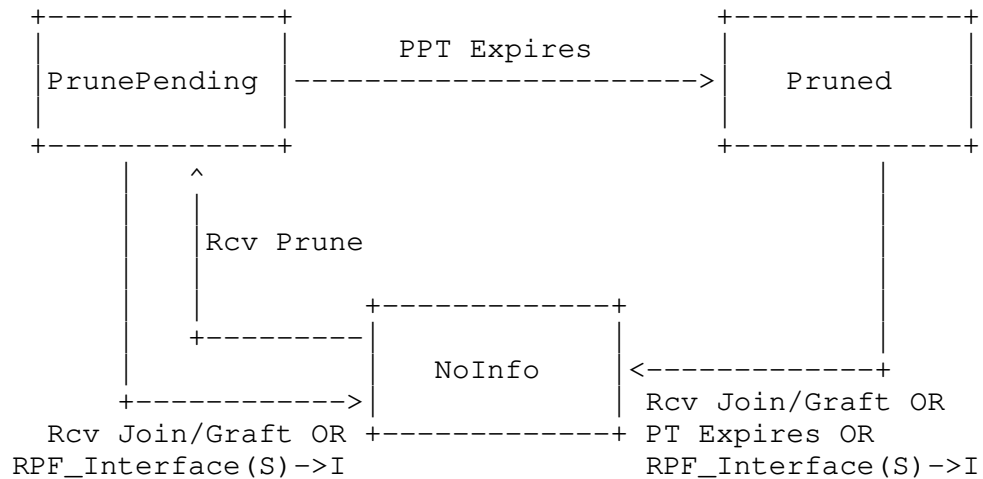 PPT Expires
PrunePending
Pruned
Rcv Prune
NoInfo
Rcv Join/Graft OR
Rcv Join/Graft OR
PT Expires OR
RPF_Interface(S)->I
RPF_Interface(S)->I